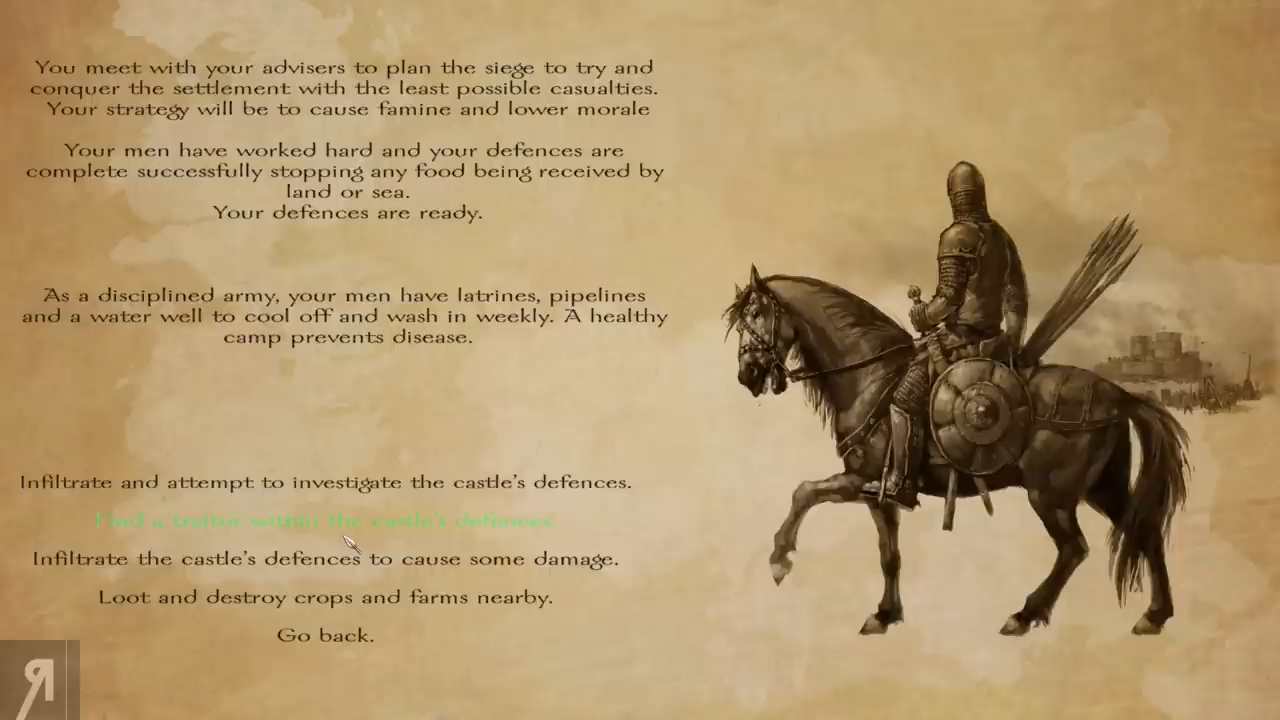 You meet with your advisers to plan the siege to try and
conquer the settlement with the least possible casualties.
Your strategy will be to cause famine and lower morale
Your men have worked hard and your defences are
complete successfully stopping any food being received by
land or sea.
Your defences are ready.
As a disciplined army, your men have latrines, pipelines
and a water well to cool off and wash in weekly. A healthy
camp prevents disease.
Infiltrate and attempt to investigate the castle's defences.
Find a traitor within the castle's defences.
Infiltrate the castle's defences to cause some damage.
Loot and destroy crops and farms nearby.
Go back.